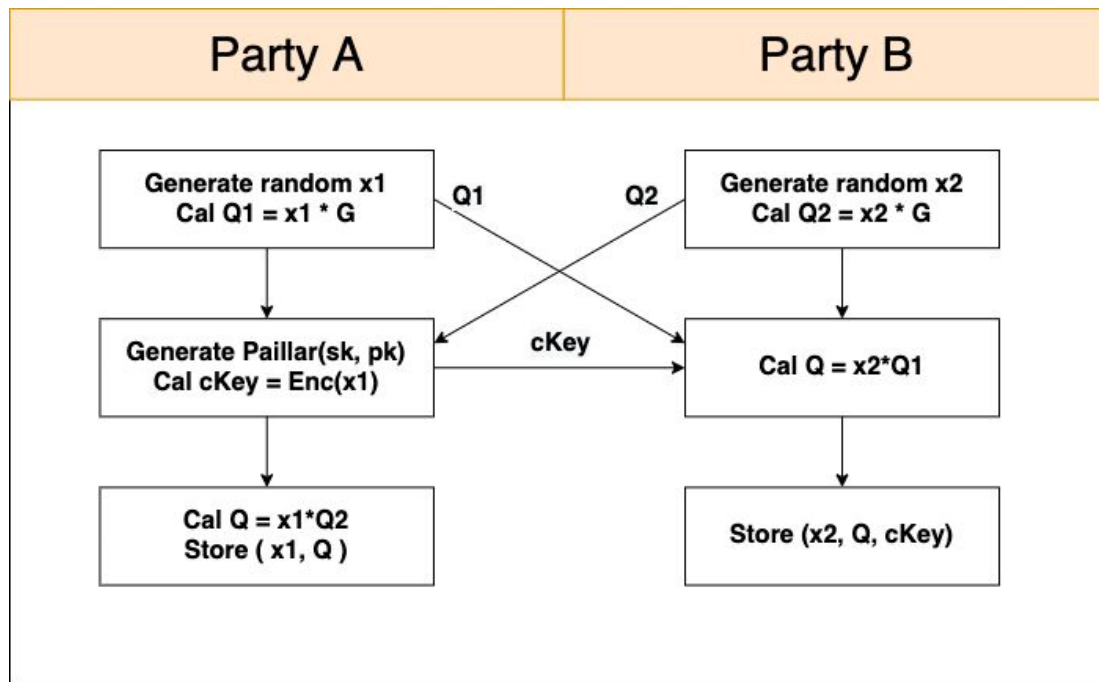 Party A
Party B
Generate random x1
Cal Q1 = x1 * G
Q1
Q2
Generate random x2
Cal Q2 = x2 * G
Generate Paillar(sk, pk)
Cal cKey = Enc(x1)
cKey
Cal Q = x2*Q1
Cal Q = x1*Q2
Store ( x1, Q )
Store (x2, Q, cKey)